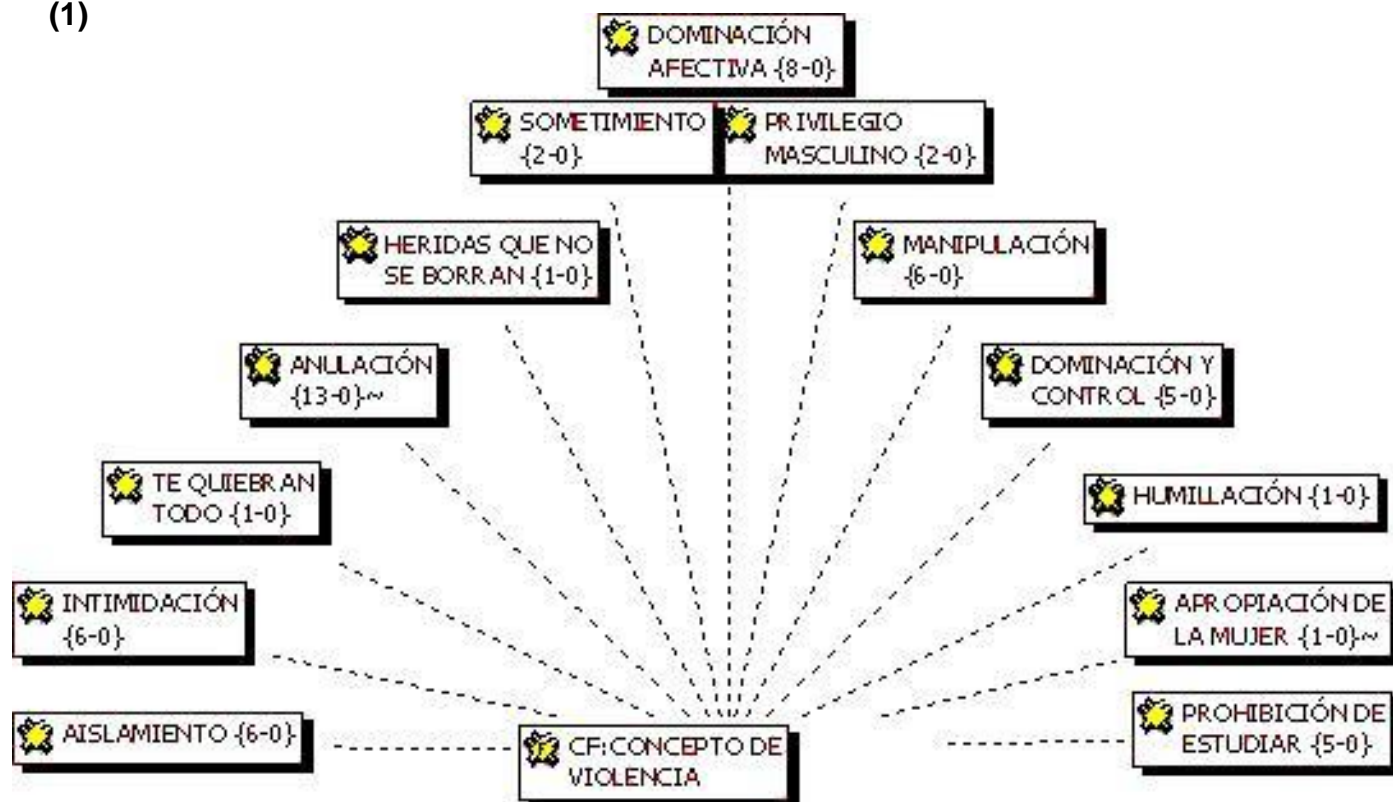 (1)
DOMINACIÓN
AFECTIVA {8-0}
SOMETIMIENTO
{2-0}
PRIVILEGIO
MASCULINO {2-0}
HERIDAS QUE NO
SE BORRAN {1-0}
MANIPULACIÓN
{6-0}
ANULACIÓN
{13-0}~
DOMINACIÓN Y
CONTROL {5-0}
TE QUIEBRAN
TODO {1-0}
HUMILLACIÓN {1-0}
INTIMIDACIÓN
{6-0}
APROPIACIÓN DE
LA MUJER {1-0}~
AISLAMIENTO {6-0}
CF:CONCEPTO DE
VIOLENCIA
PROHIBICIÓN DE
ESTUDIAR {5-0}